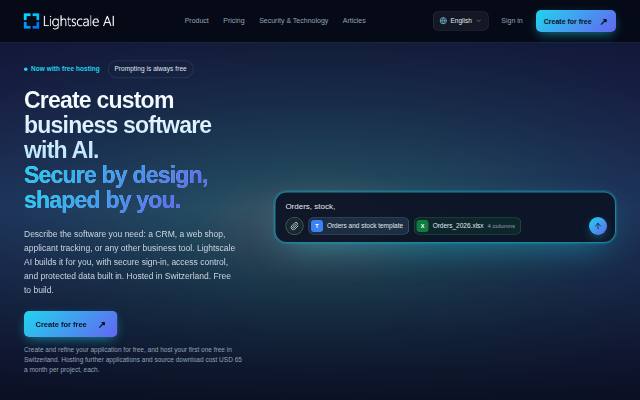 Lightscale AI
Product
Pricing
Security & Technology
Articles
English
Sign in
Create for free
Now with free hosting
Prompting is always free
Create custom
business software
with AI.
Secure by design,
shaped by you.
Describe the software you need: a CRM, a web shop,
applicant tracking, or any other business tool. Lightscale
AI builds it for you, with secure sign-in, access control,
and protected data built in. Hosted in Switzerland. Free
to build.
Create for free
Create and refine your application for free, and host your first one free in
Switzerland. Hosting further applications and source download cost USD 65
a month per project, each.
Orders, stock,
T Orders and stock template
X Orders_2026.xlsx 4 columns